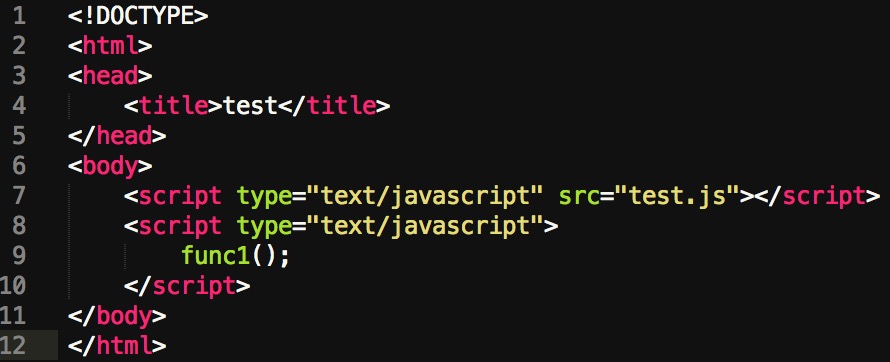 1 <!DOCTYPE>
2 <html>
3 <head>
4     <title>test</title>
5 </head>
6 <body>
7     <script type="text/javascript" src="test.js"></script>
8     <script type="text/javascript">
9         func1();
10     </script>
11 </body>
12 </html>